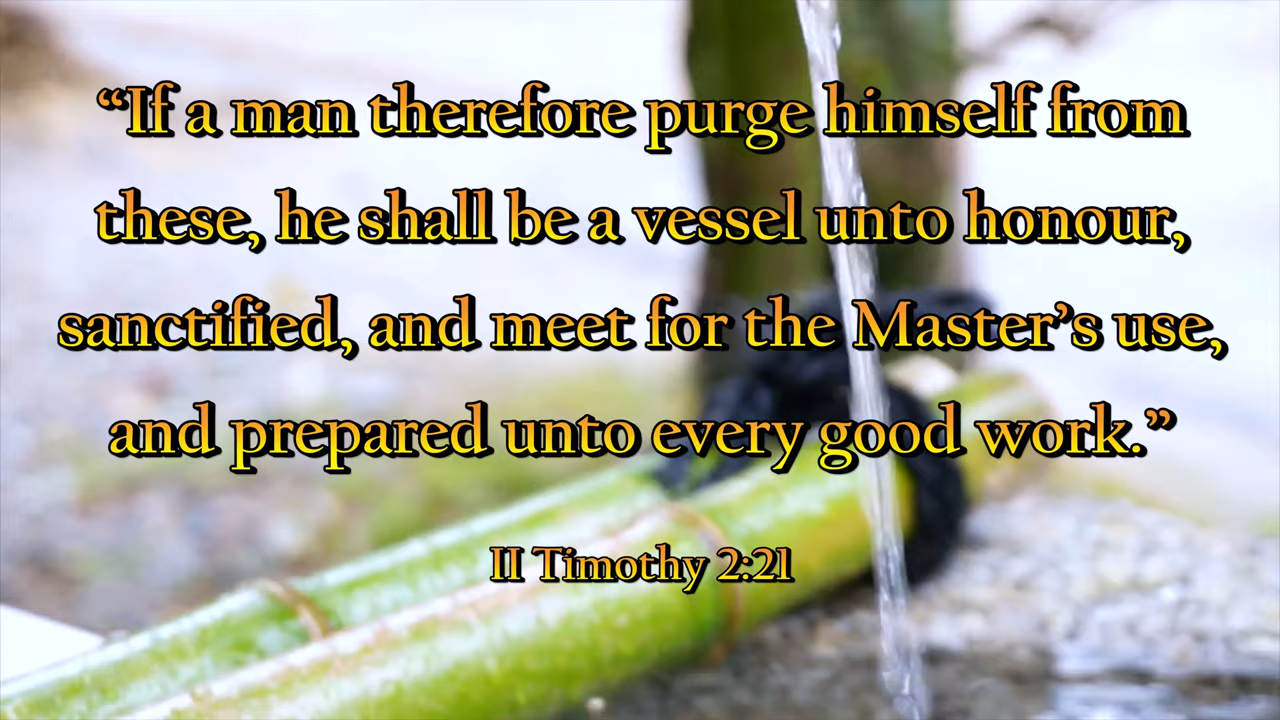 “If a man therefore purge himself from
these, he shall be a vessel unto honour,
sanctified, and meet for the Master’s use,
and prepared unto every good work.”
II Timothy 2:21